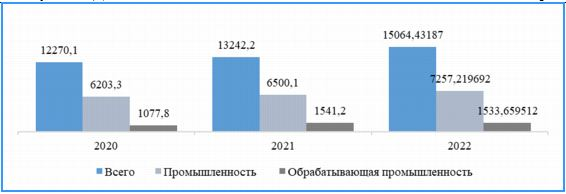 12270,1 6203,3 1077,8 13242,2 6500,1 1541,2 15064,43187 7257,219692 1533,659512
2020 2021 2022
Всего Промышленность Обрабатывающая промышленность